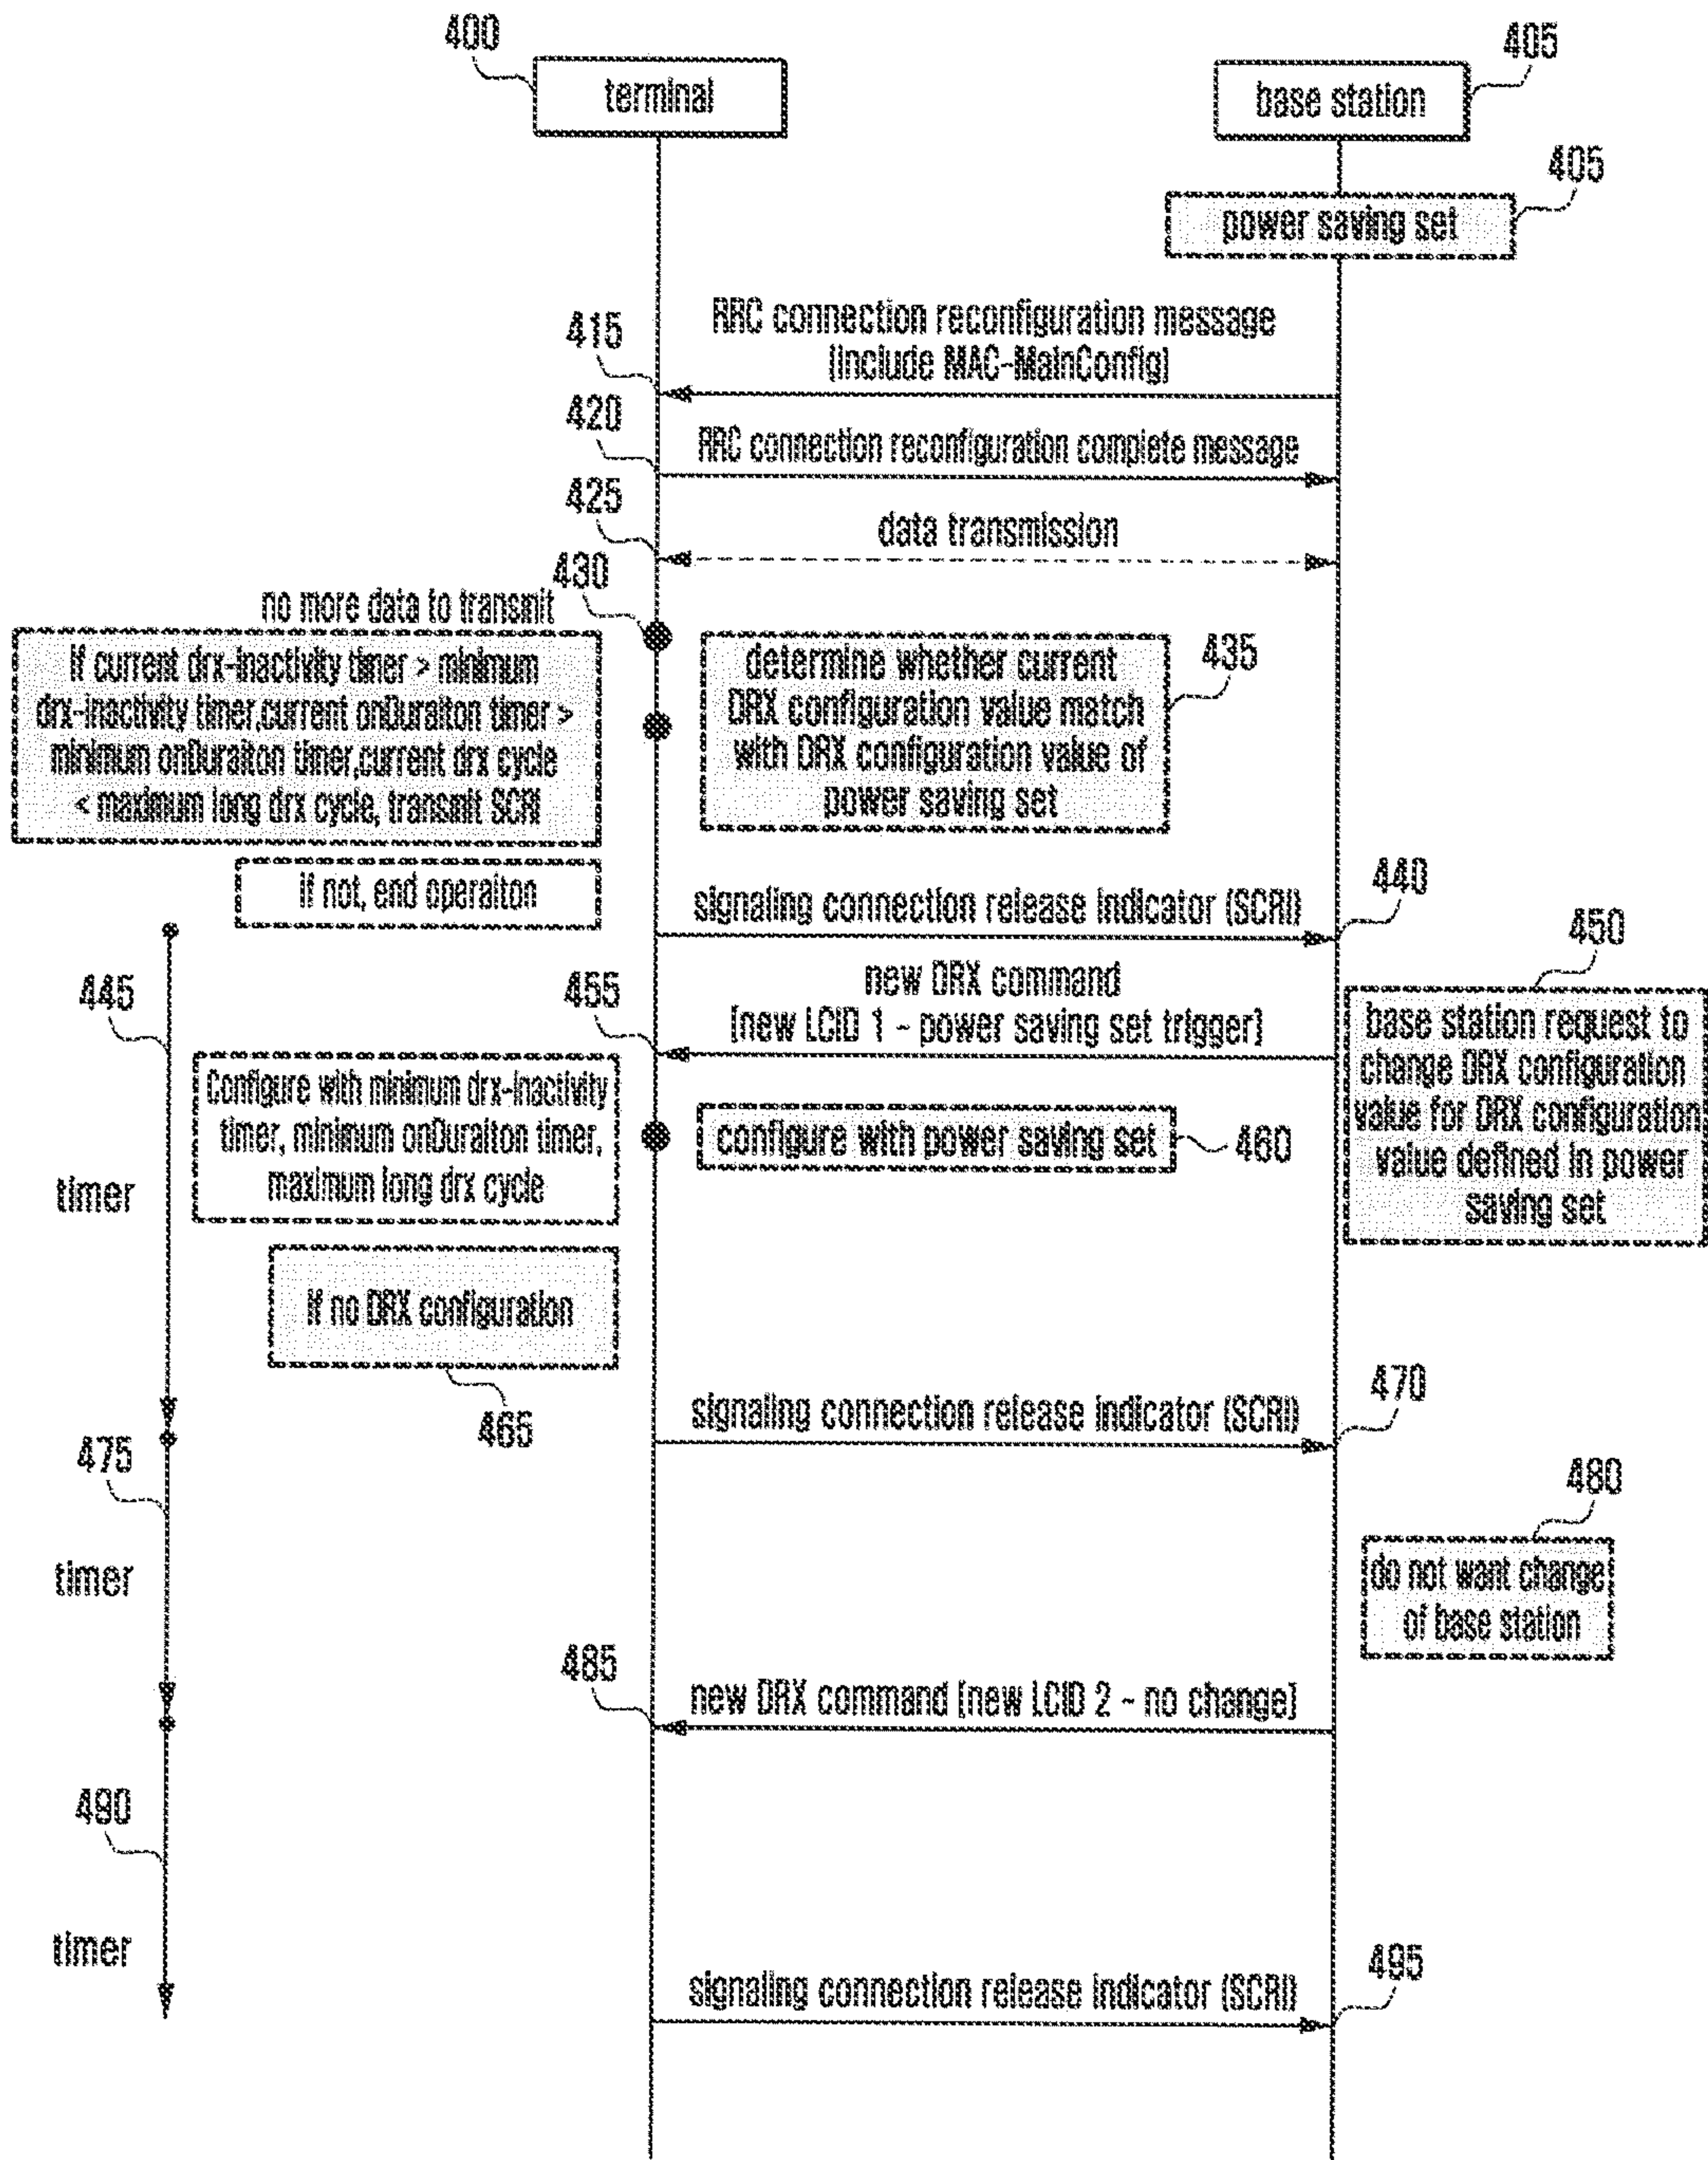 400
terminal
405
base station
405
power saving set
RRC connection reconfiguration message
[include MAC-MainConfig]
415
420
RRC connection reconfiguration complete message
425
data transmission
430
no more data to transmit
if current drx-inactivity timer > minimum
drx-inactivity timer,current onDuraiton timer >
minimum onDuraiton timer,current drx cycle
< maximum long drx cycle, transmit SCRI
determine whether current
DRX configuration value match
with DRX configuration value of
power saving set
435
if not, end operaiton
signaling connection release indicator (SCRI)
440
450
445
455
new DRX command
[new LCID 1 - power saving set trigger]
base station request to
change DRX configuration
value for DRX configuration
value defined in power
saving set
Configure with minimum drx-inactivity
timer, minimum onDuraiton timer,
maximum long drx cycle
configure with power saving set
460
timer
if no DRX configuration
465
signaling connection release indicator (SCRI)
470
475
480
do not want change
of base station
timer
485
new DRX command [new LCID 2 - no change]
490
timer
signaling connection release indicator (SCRI)
495